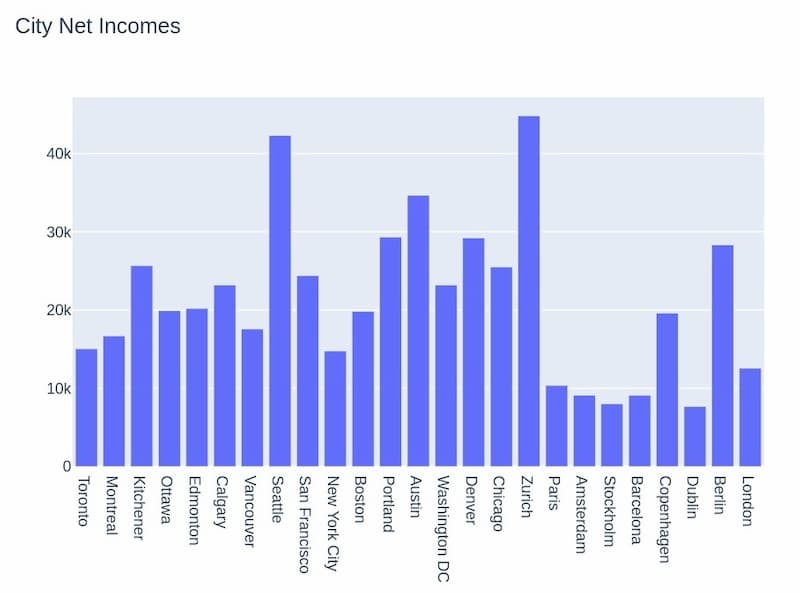 City Net Incomes
40k
30k
20k
10k
0
Toronto
Montreal
Kitchener
Ottawa
Edmonton
Calgary
Vancouver
Seattle
San Francisco
New York City
Boston
Portland
Austin
Washington DC
Denver
Chicago
Zurich
Paris
Amsterdam
Stockholm
Barcelona
Copenhagen
Dublin
Berlin
London